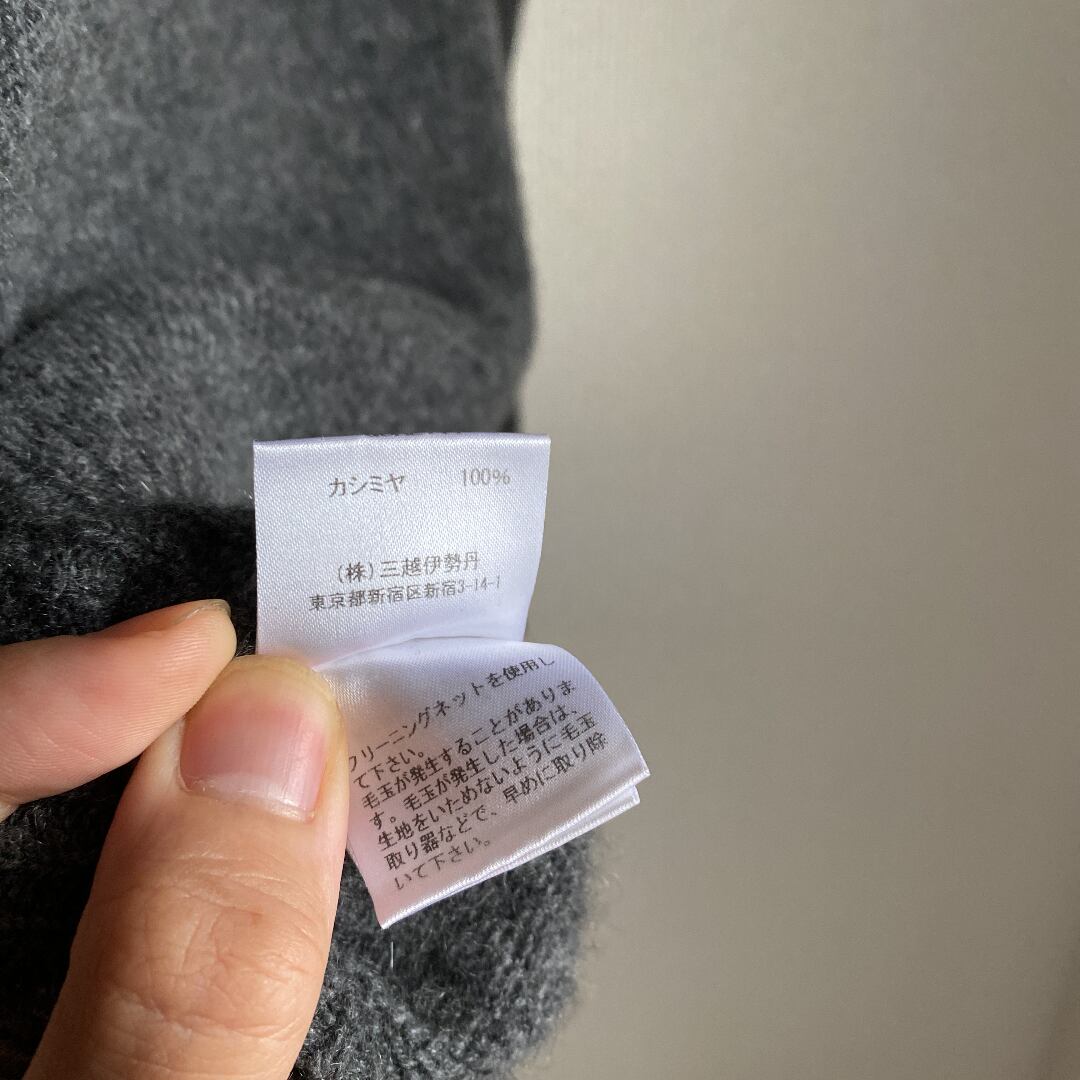 カシミヤ 100%
(株)三越伊勢丹
東京都新宿区新宿3-14-1
クリーニングネットを使用し
て下さい。
毛玉が発生することがありま
す。毛玉が発生した場合は、
生地をいためないように毛玉
取り器などで、早めに取り除
いて下さい。